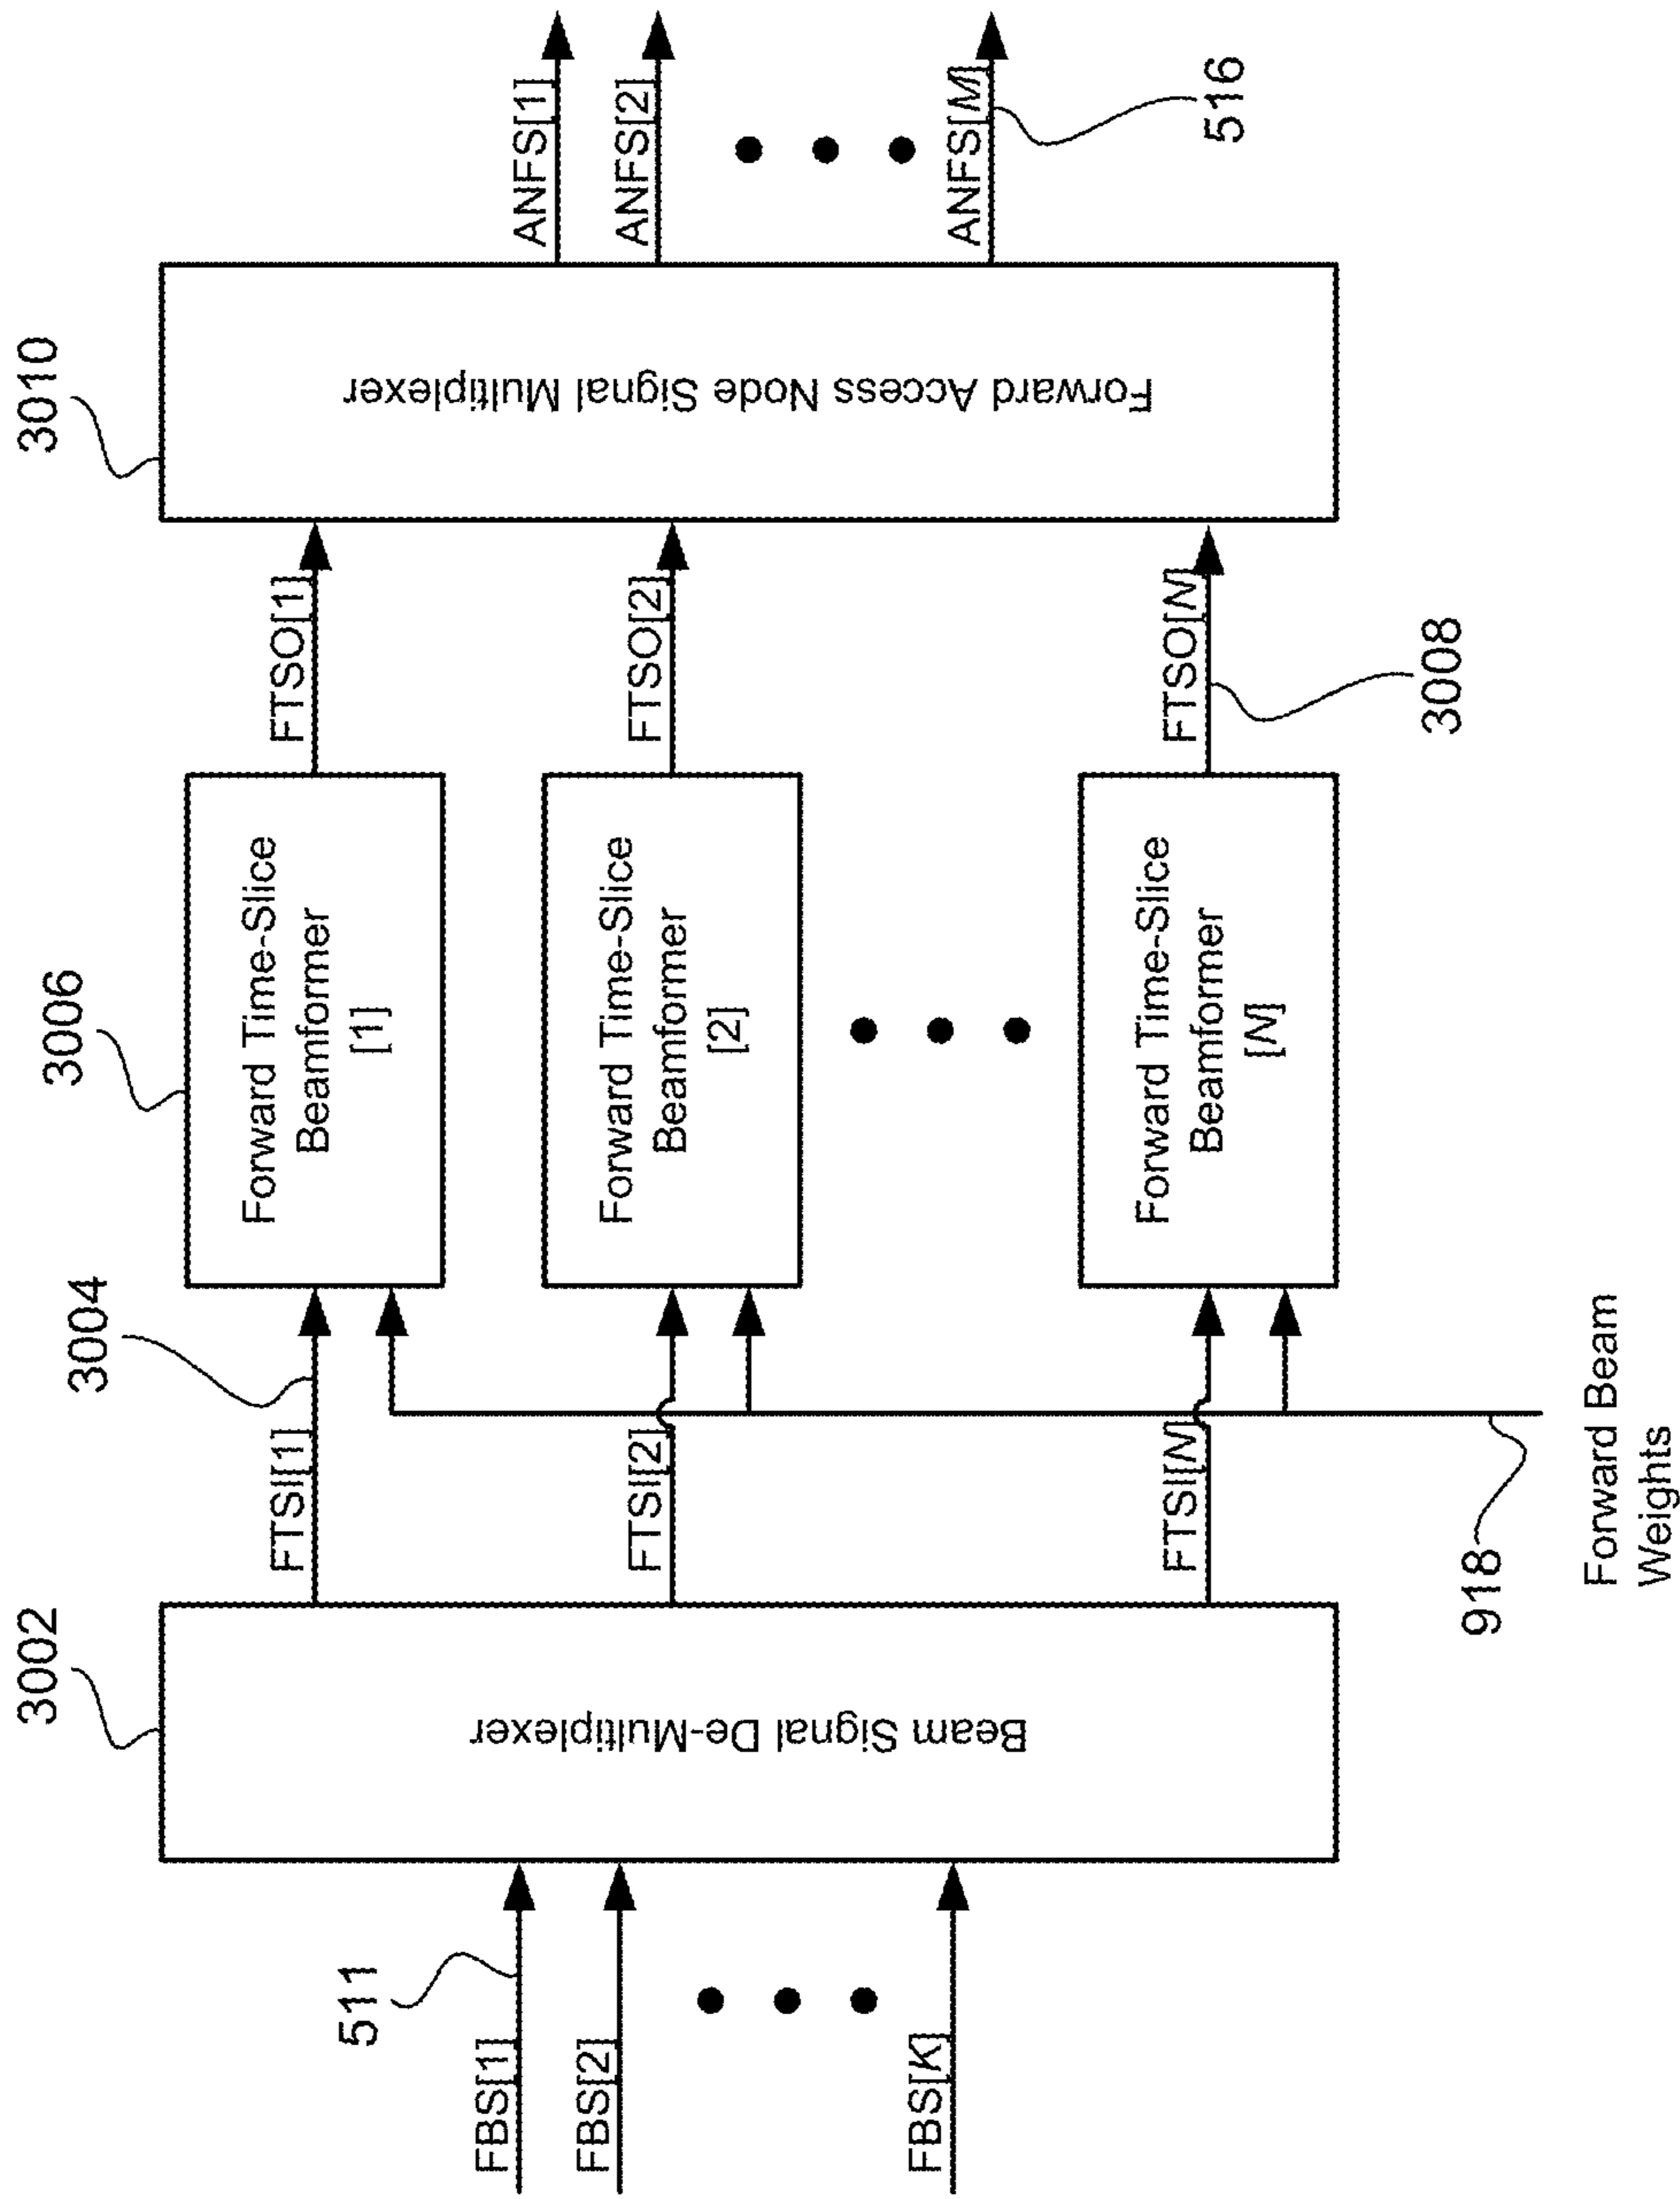 3002
3004
3006
3010
511
FBS[1]
FBS[2]
FBS[K]
Beam Signal De-Multiplexer
FTSI[1]
FTSI[2]
FTSI[N]
918
Forward Beam
Weights
Forward Time-Slice
Beamformer
[1]
Forward Time-Slice
Beamformer
[2]
Forward Time-Slice
Beamformer
[N]
FTSO[1]
FTSO[2]
FTSO[N]
3008
Forward Access Node Signal Multiplexer
ANFS[1]
ANFS[2]
ANFS[M]
516